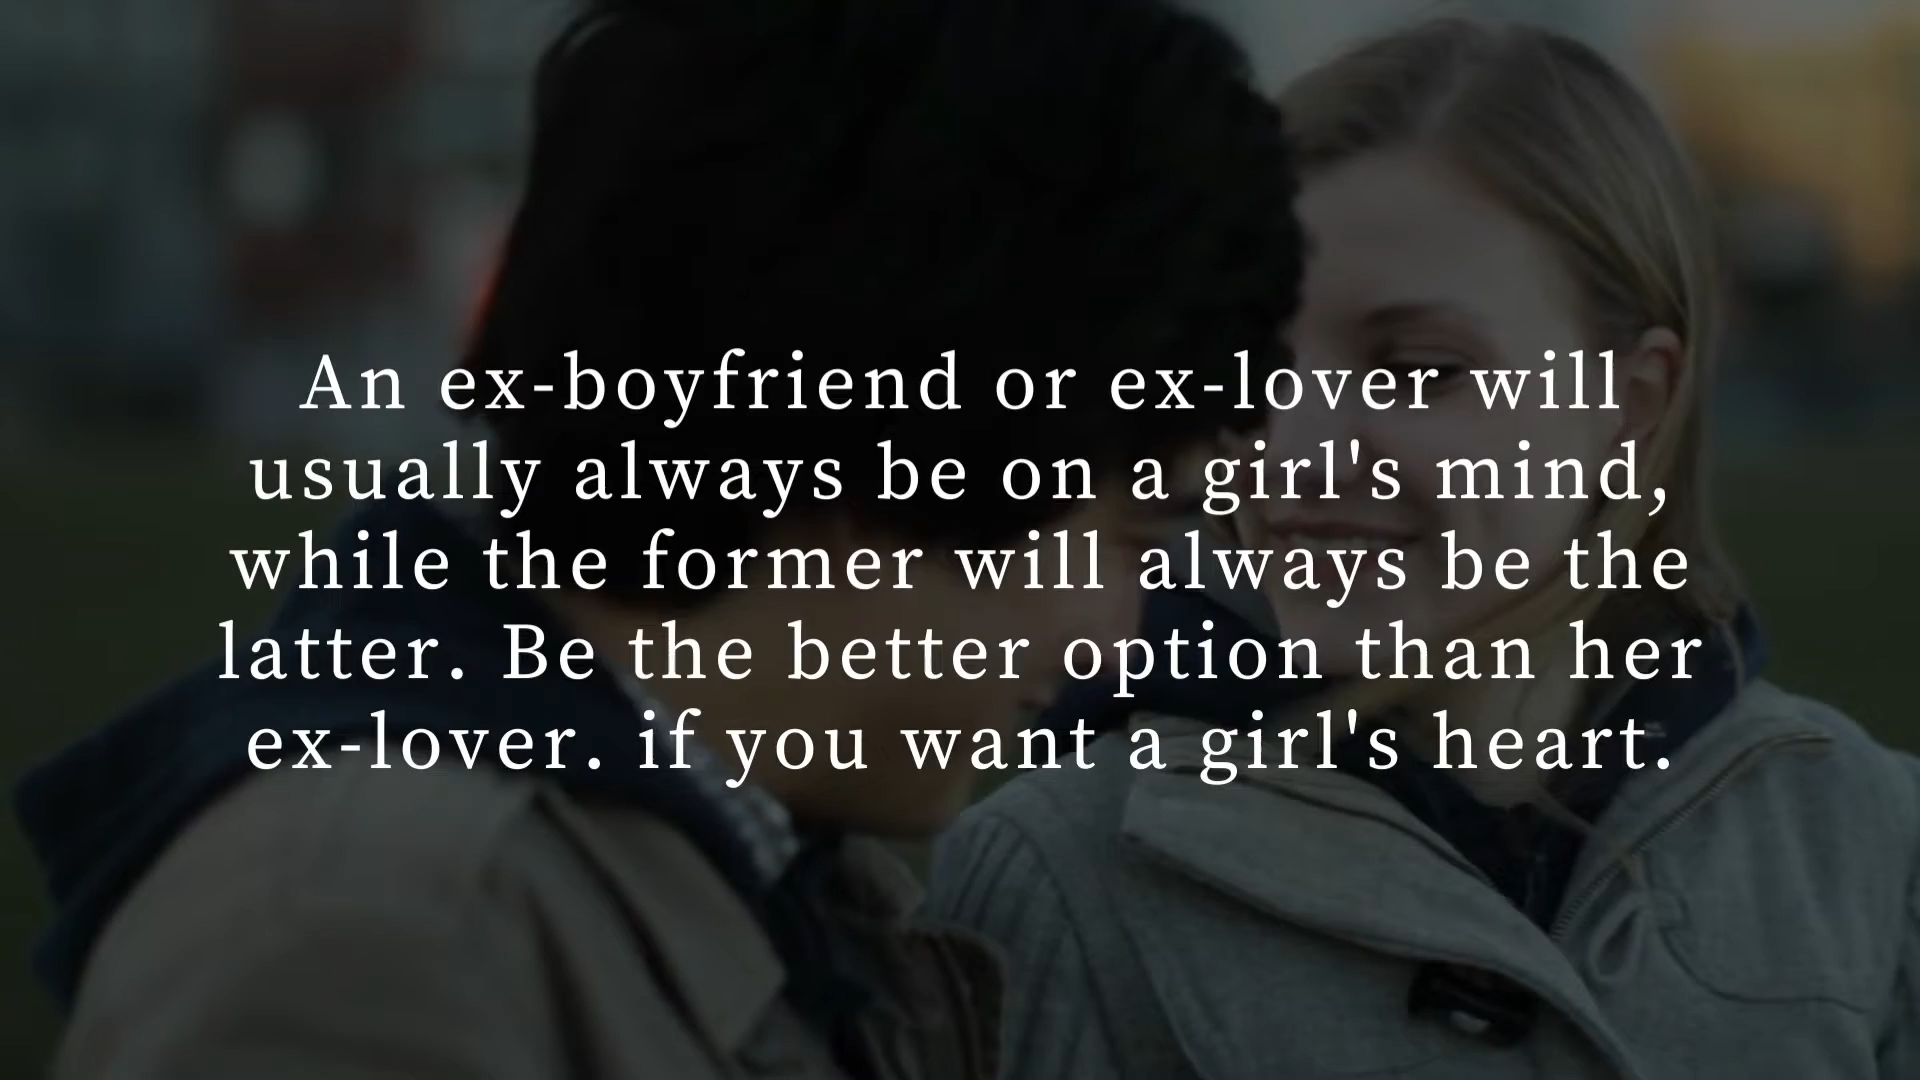 An ex-boyfriend or ex-lover will
usually always be on a girl's mind,
while the former will always be the
latter. Be the better option than her
ex-lover. if you want a girl's heart.